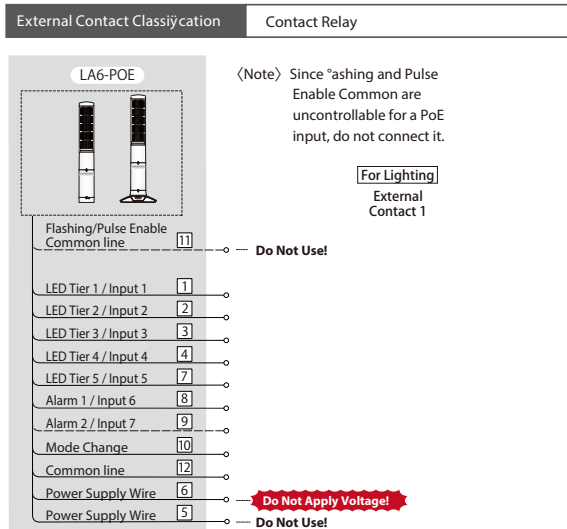 External Contact Classiÿcation
Contact Relay
LA6-POE
〈Note〉 Since °ashing and Pulse
Enable Common are
uncontrollable for a PoE
input, do not connect it.
For Lighting
External
Contact 1
Flashing/Pulse Enable
Common line 11
Do Not Use!
LED Tier 1 / Input 1 1
LED Tier 2 / Input 2 2
LED Tier 3 / Input 3 3
LED Tier 4 / Input 4 4
LED Tier 5 / Input 5 7
Alarm 1 / Input 6 8
Alarm 2 / Input 7 9
Mode Change 10
Common line 12
Power Supply Wire 6 Do Not Apply Voltage!
Power Supply Wire 5 Do Not Use!